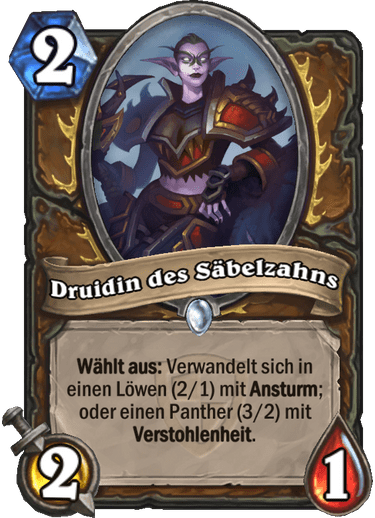 2
Druidin des Säbelzahns
Wählt aus: Verwandelt sich in
einen Löwen (2/1) mit Ansturm;
oder einen Panther (3/2) mit
Verstohlenheit.
2
1